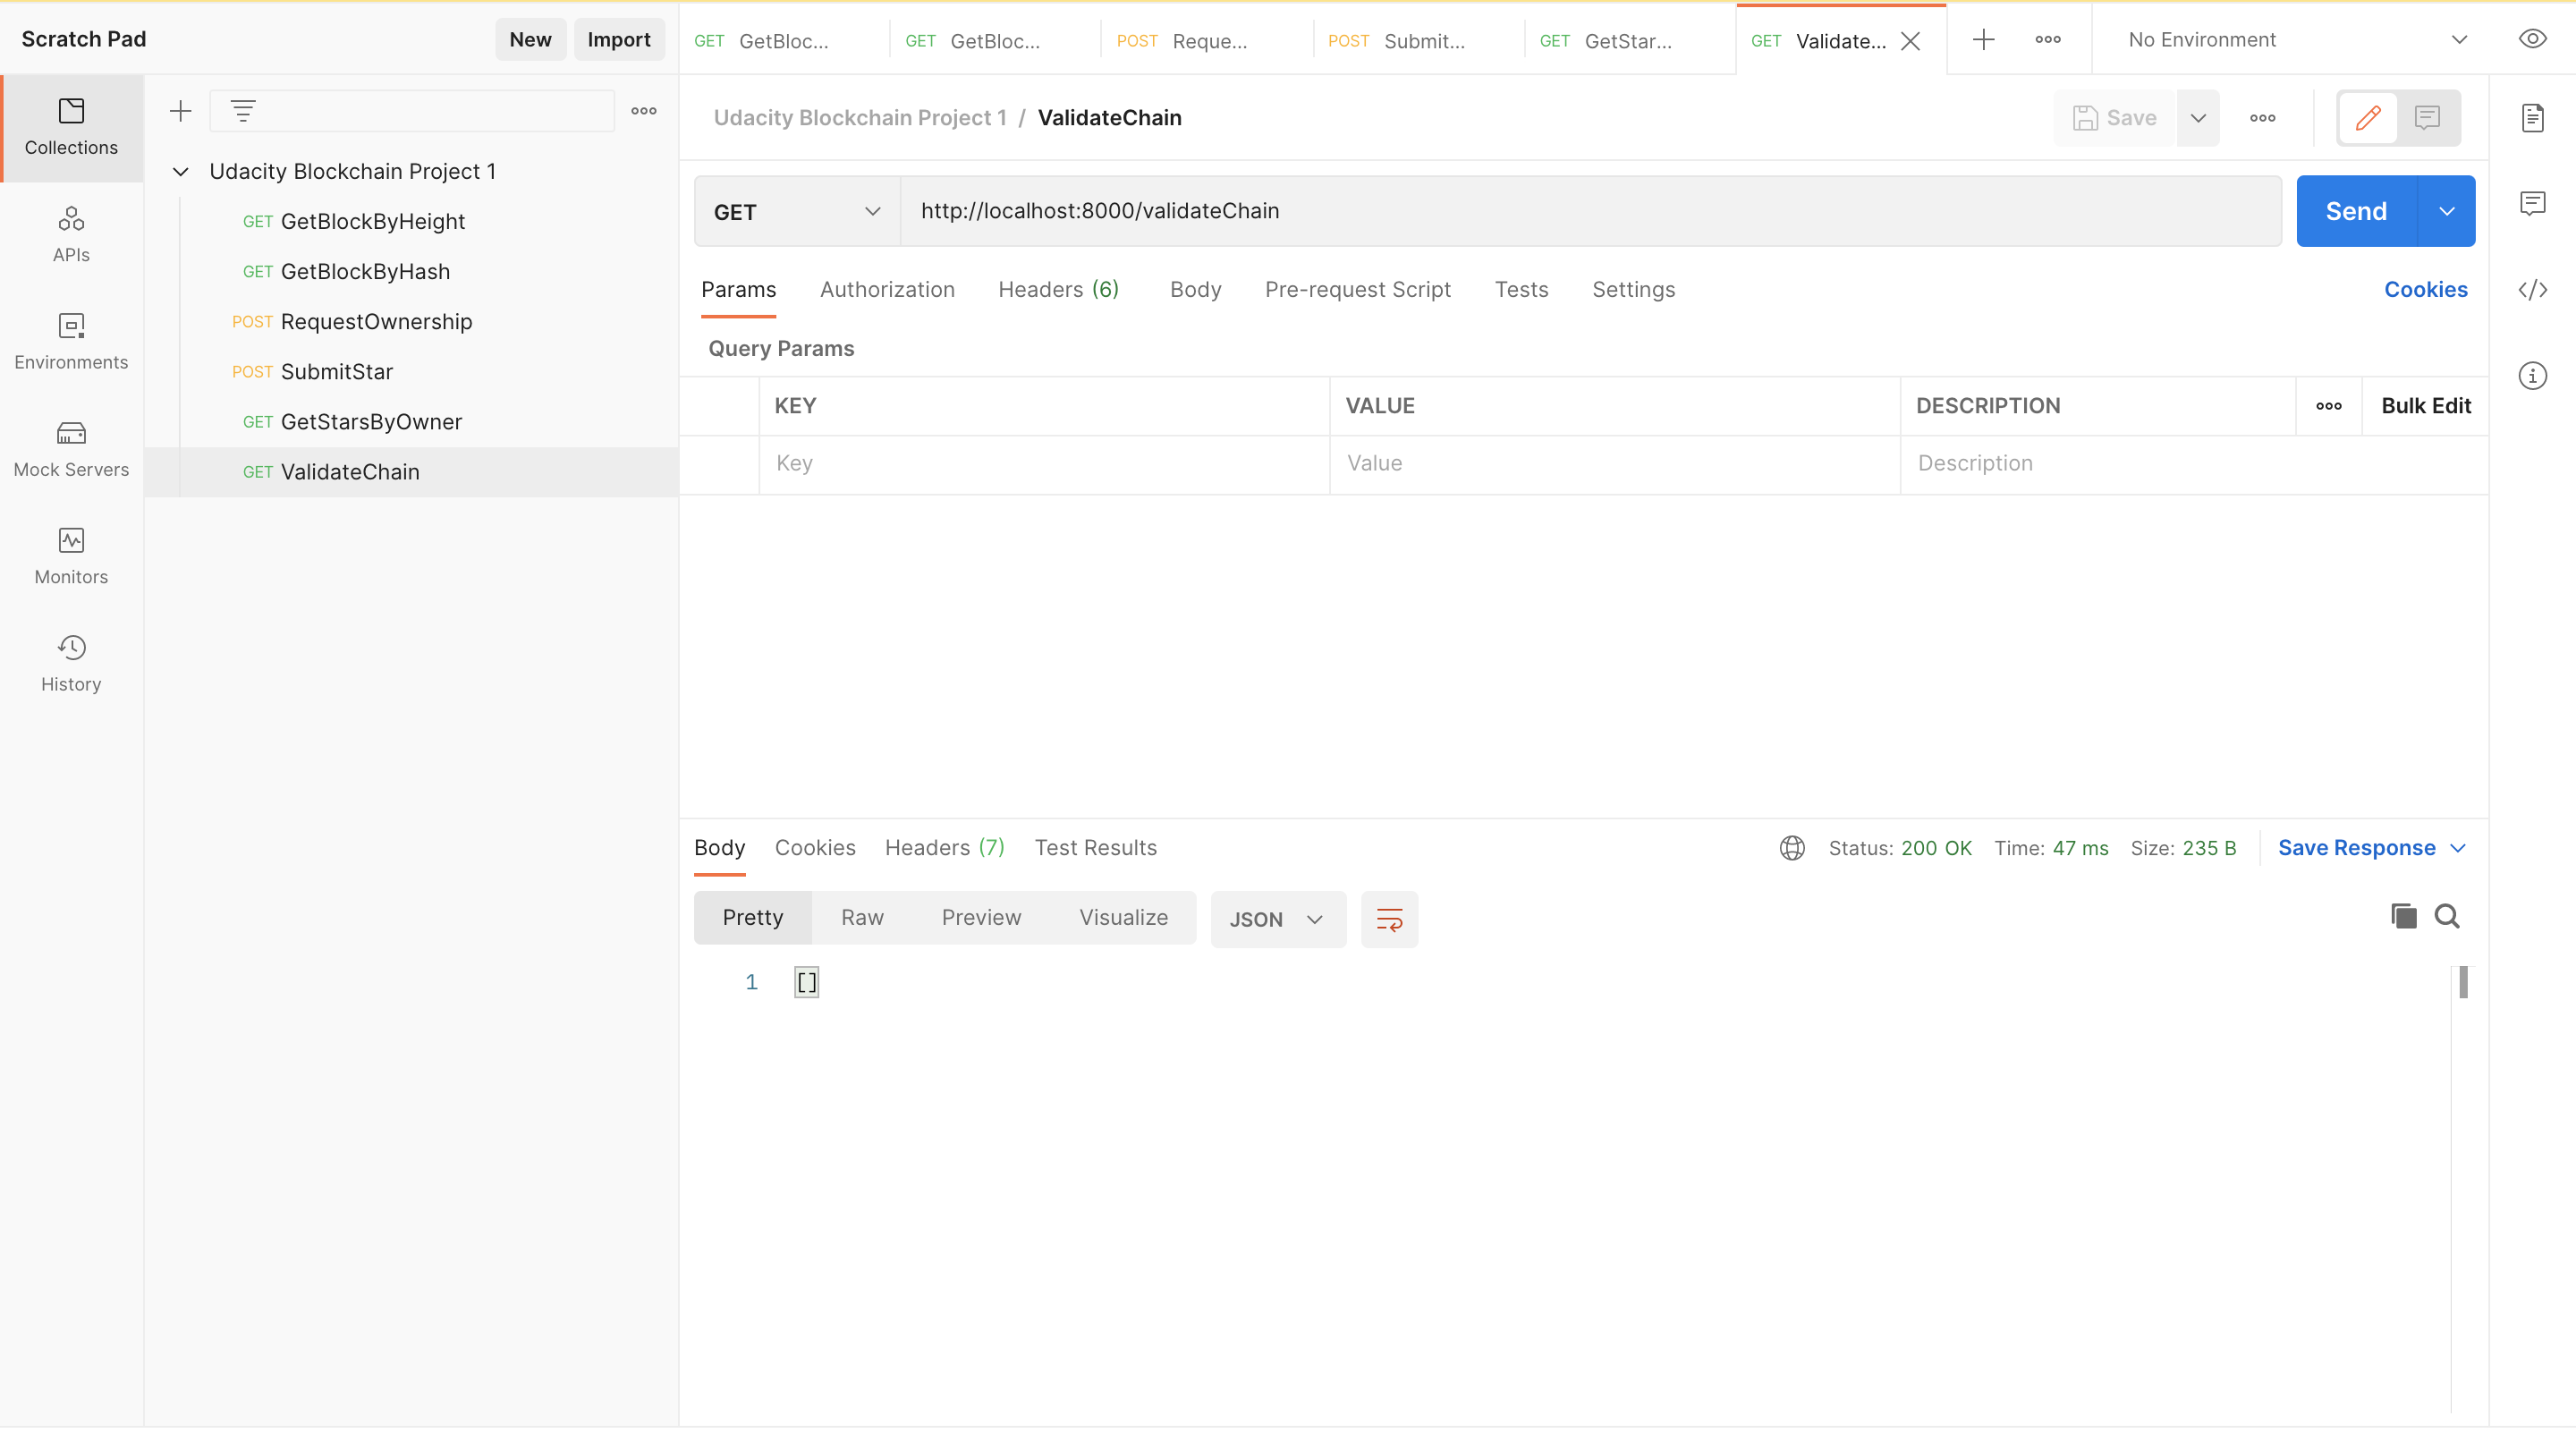 Scratch Pad New Import GET GetBloc... GET GetBloc... POST Reque... POST Submit... GET GetStar... GET Validate... No Environment
Collections
APIs
Environments
Mock Servers
Monitors
History
Udacity Blockchain Project 1
GET GetBlockByHeight
GET GetBlockByHash
POST RequestOwnership
POST SubmitStar
GET GetStarsByOwner
GET ValidateChain
Udacity Blockchain Project 1 / ValidateChain Save
GET http://localhost:8000/validateChain Send
Params Authorization Headers (6) Body Pre-request Script Tests Settings Cookies
Query Params
KEY VALUE DESCRIPTION Bulk Edit
Key Value Description
Body Cookies Headers (7) Test Results Status: 200 OK Time: 47 ms Size: 235 B Save Response
Pretty Raw Preview Visualize JSON
1 []